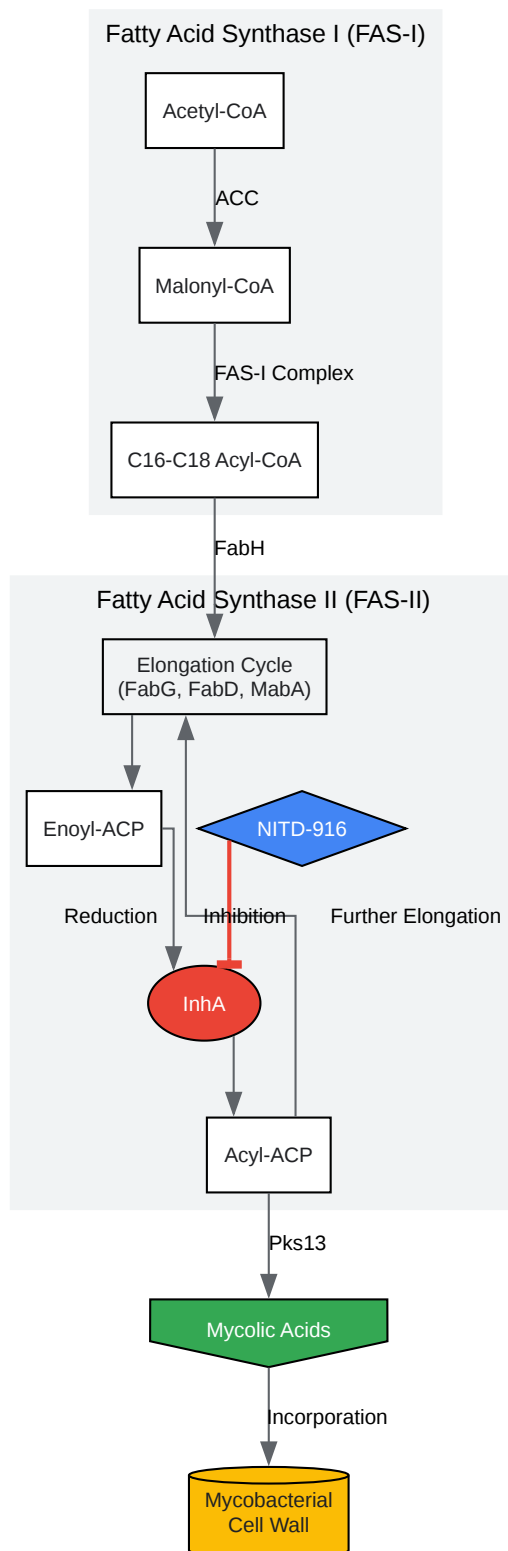 Fatty Acid Synthase I (FAS-I)
Acetyl-CoA
ACC
Malonyl-CoA
FAS-I Complex
C16-C18 Acyl-CoA
FabH
Fatty Acid Synthase II (FAS-II)
Elongation Cycle
(FabG, FabD, MabA)
Enoyl-ACP
NITD-916
Reduction
Inhibition
Further Elongation
InhA
Acyl-ACP
Pks13
Mycolic Acids
Incorporation
Mycobacterial
Cell Wall